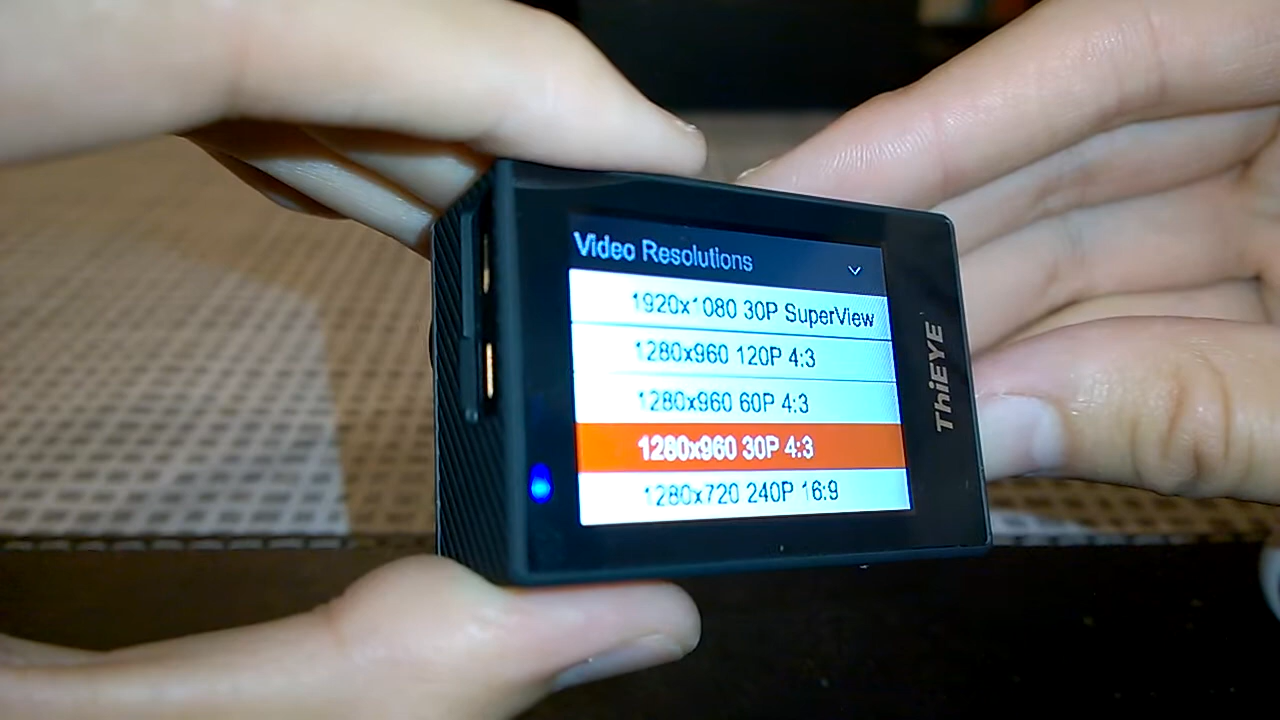 Video Resolutions
1920x1080 30P SuperView
1280x960 120P 4:3
1280x960 60P 4:3
1280x960 30P 4:3
1280x720 240P 16:9
ThiEYE